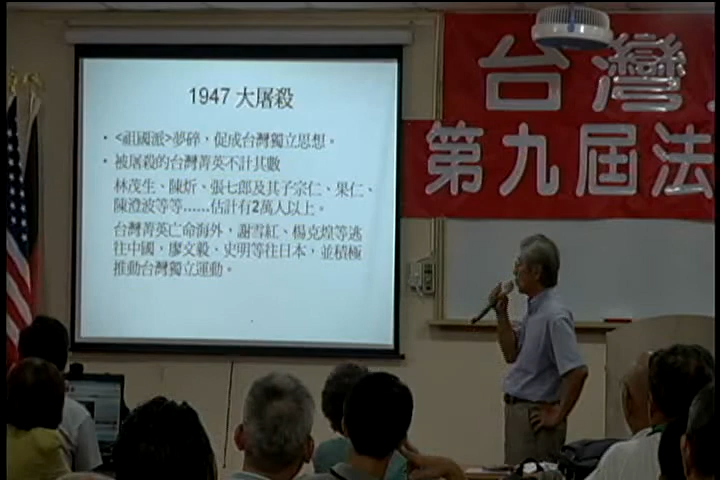 1947 大屠殺
• <祖國派>夢碎，促成台灣獨立思想。
• 被屠殺的台灣菁英不計其數
林茂生、陳炘、張七郎及其子宗仁、果仁、
陳澄波等等......估計有2萬人以上。
台灣菁英亡命海外，謝雪紅、楊克煌等逃
往中國，廖文毅、史明等往日本，並積極
推動台灣獨立運動。
台灣
第九屆法